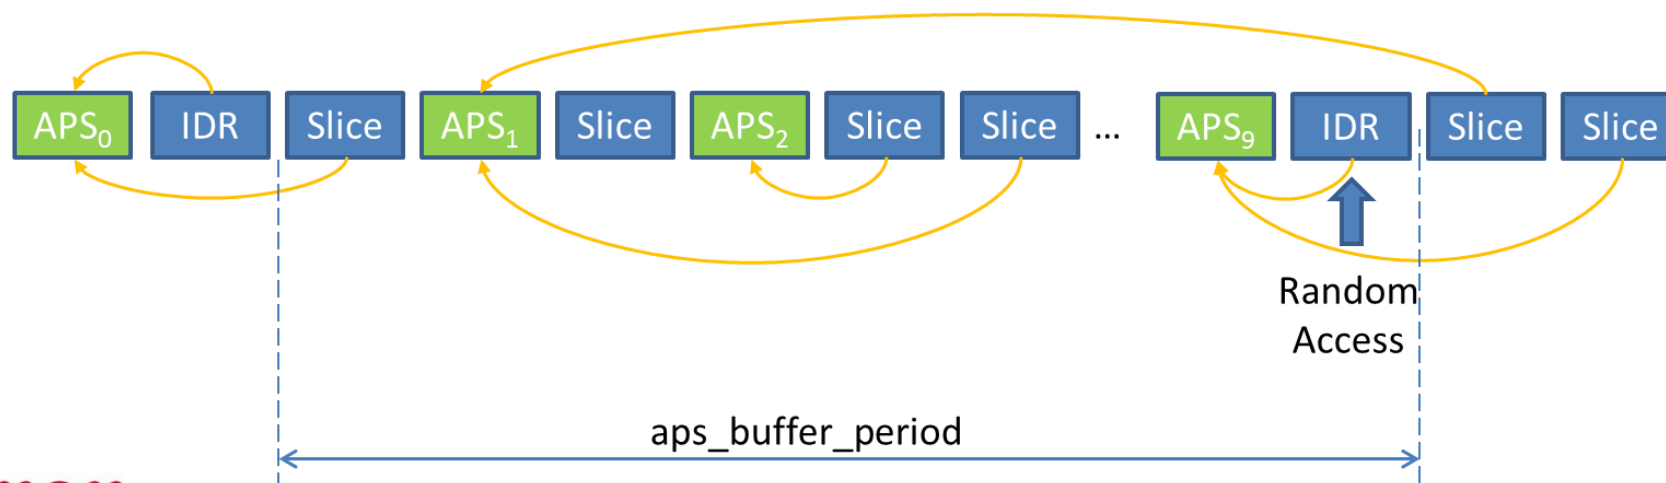 APS0 IDR Slice APS1 Slice APS2 Slice Slice ... APS9 IDR Slice Slice
Random
Access
aps_buffer_period